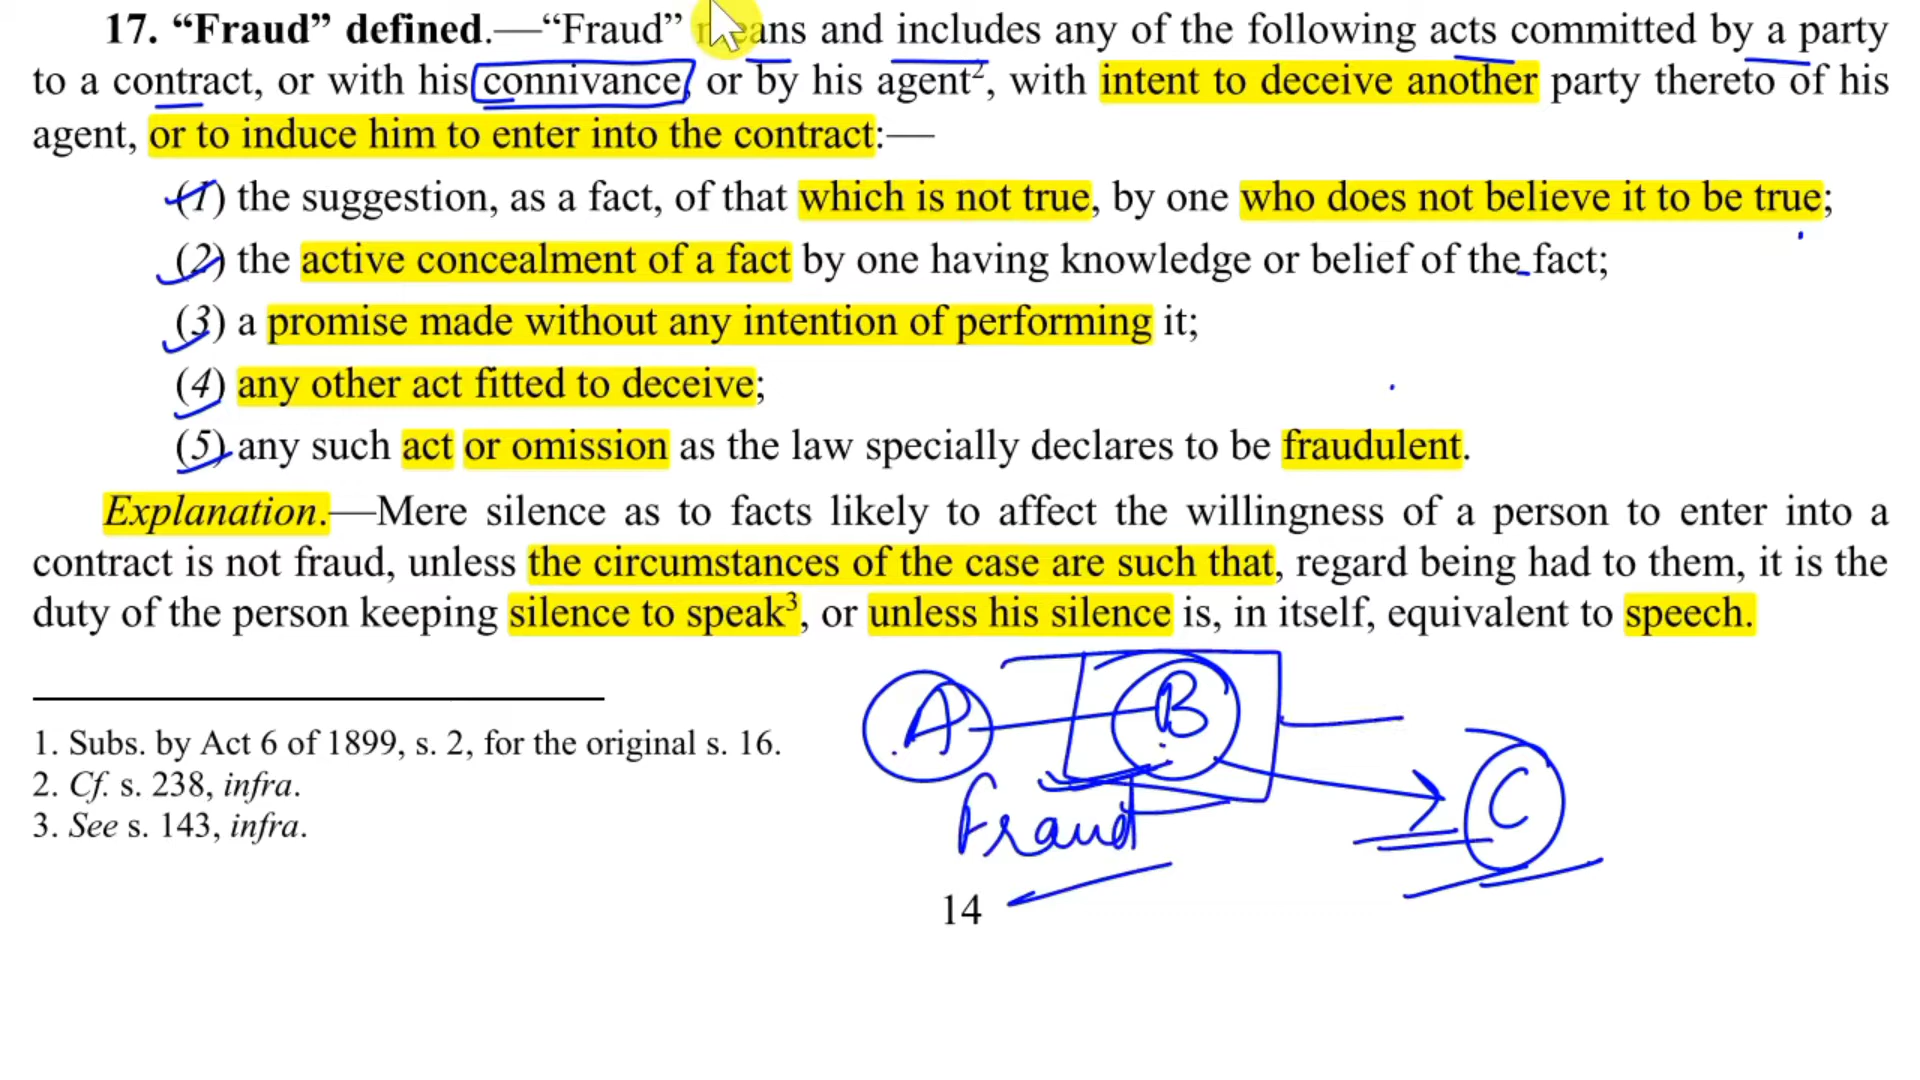 17. “Fraud” defined.—“Fraud” means and includes any of the following acts committed by a party
to a contract, or with his connivance, or by his agent², with intent to deceive another party thereto of his
agent, or to induce him to enter into the contract:—
(1) the suggestion, as a fact, of that which is not true, by one who does not believe it to be true;
(2) the active concealment of a fact by one having knowledge or belief of the fact;
(3) a promise made without any intention of performing it;
(4) any other act fitted to deceive;
(5) any such act or omission as the law specially declares to be fraudulent.
Explanation.—Mere silence as to facts likely to affect the willingness of a person to enter into a
contract is not fraud, unless the circumstances of the case are such that, regard being had to them, it is the
duty of the person keeping silence to speak³, or unless his silence is, in itself, equivalent to speech.
A B
C
Fraud
1. Subs. by Act 6 of 1899, s. 2, for the original s. 16.
2. Cf. s. 238, infra.
3. See s. 143, infra.
14